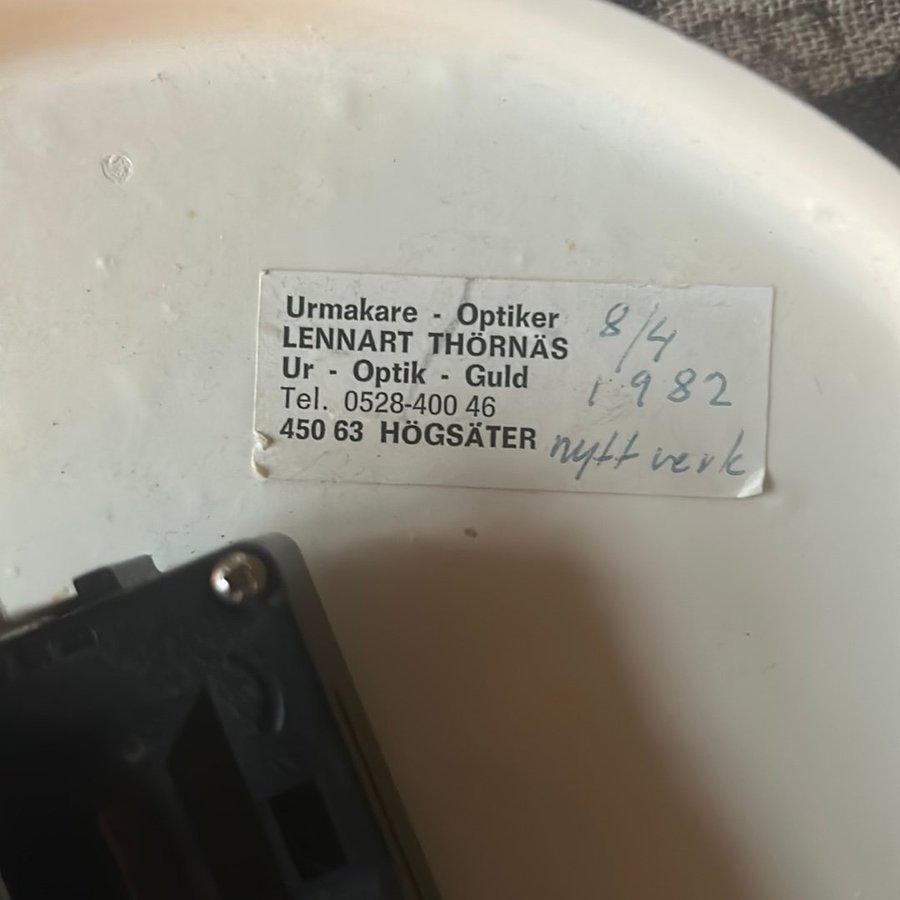 Urmakare - Optiker
LENNART THÖRNÄS
Ur - Optik - Guld
Tel. 0528-400 46
450 63 HÖGSÄTER
8/4
1982
nytt verk